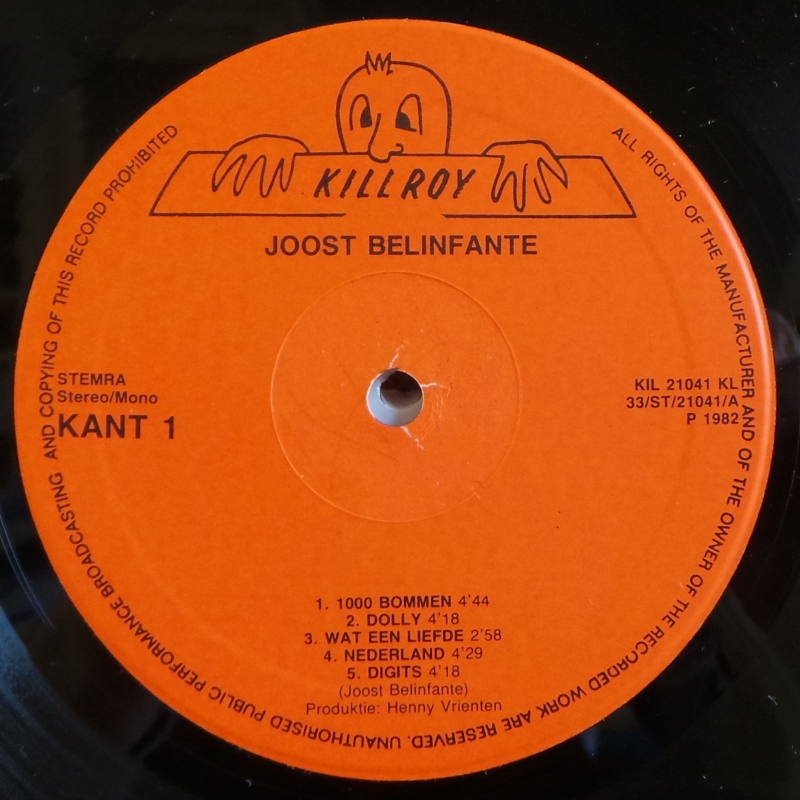 KILLROY
JOOST BELINFANTE
STEMRA
Stereo/Mono
KANT 1
KIL 21041 KL
33/ST/21041/A
P 1982
1. 1000 BOMMEN 4'44
2. DOLLY 4'18
3. WAT EEN LIEFDE 2'58
4. NEDERLAND 4'29
5. DIGITS 4'18
(Joost Belinfante)
Produktie: Henny Vrienten
ALL RIGHTS OF THE MANUFACTURER AND OF THE OWNER OF THE RECORDED WORK ARE RESERVED. UNAUTHORISED PUBLIC PERFORMANCE BROADCASTING AND COPYING OF THIS RECORD PROHIBITED